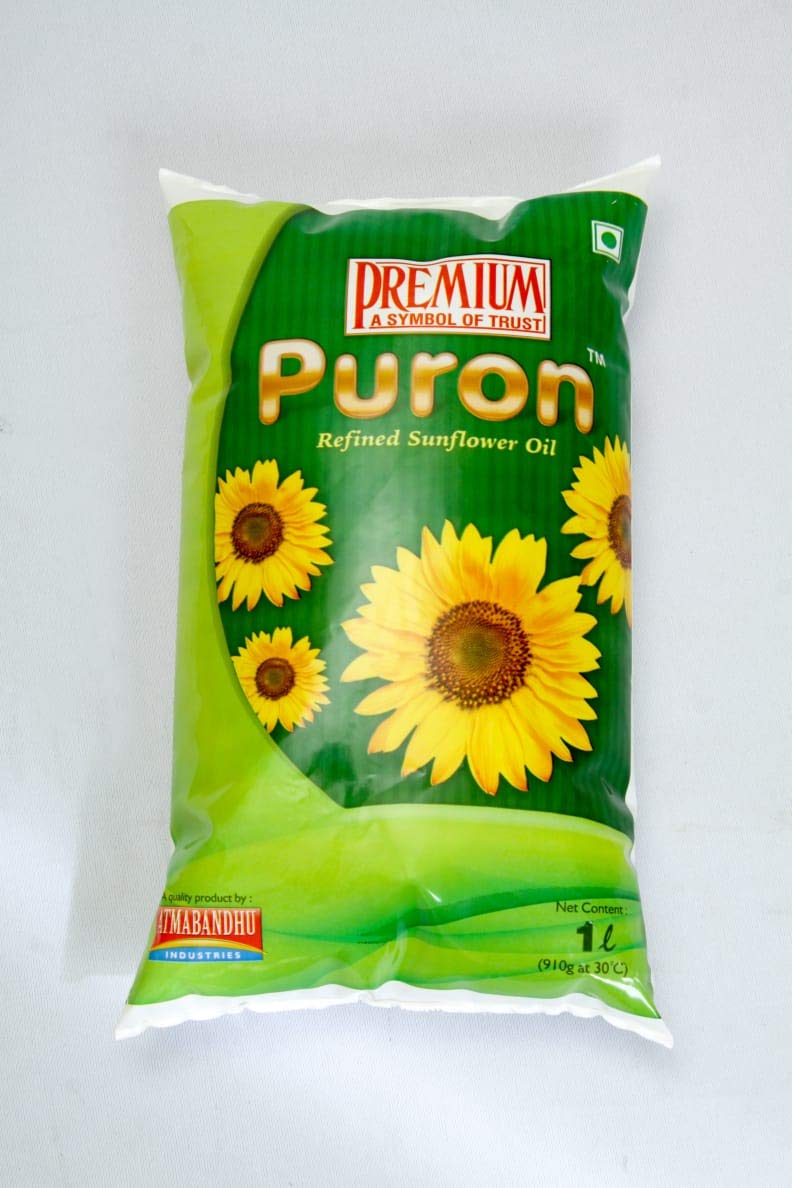 PREMIUM
A SYMBOL OF TRUST
Puron™
Refined Sunflower Oil
A quality product by :
ATMABANDHU
INDUSTRIES
Net Content :
1 ℓ
(910g at 30°C)